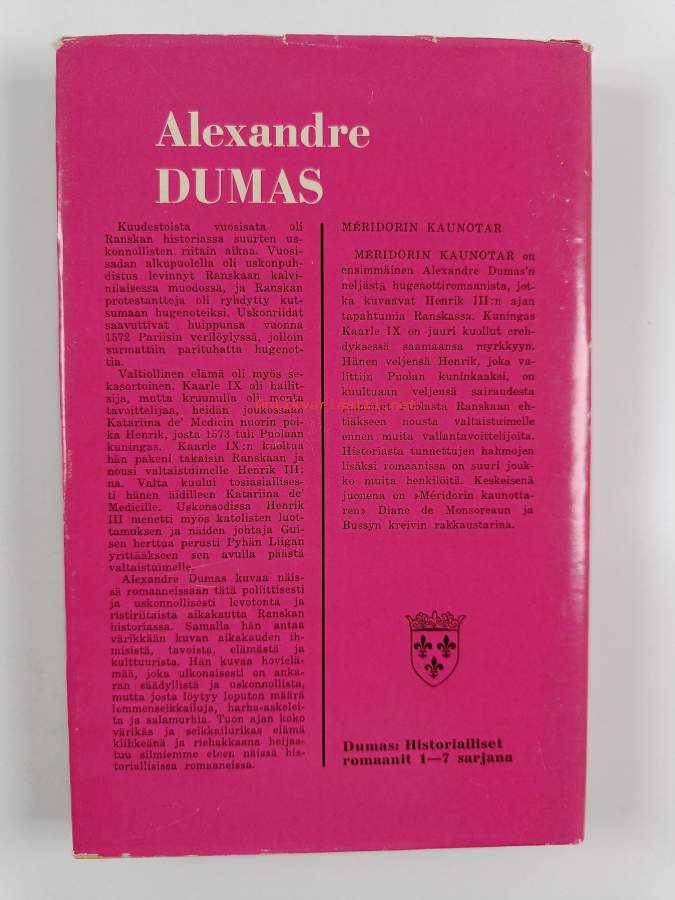 Alexandre
DUMAS
Kuudestoista vuosisata oli
Ranskan historiassa suurten us-
konnollisten riitain aikaa. Vuosi-
sadan alkupuolella oli uskonpuh-
distus levinnyt Ranskaan kalvi-
nilaisessa muodossa, ja Ranskan
protestantteja oli ryhdytty kut-
sumaan hugenoteiksi. Uskonriidat
saavuttivat huippunsa vuonna
1572 Pariisin verilöylyssä, jolloin
surmattiin parituhatta hugenot-
tia.
Valtiollinen elämä oli myös se-
kasortoinen. Kaarle IX oli hallit-
sija, mutta kruunulla oli monta
tavoittelijaa, heidän joukossaan
Katariina de' Medicin nuorin poi-
ka Henrik, josta 1573 tuli Puolaan
kuningas. Kaarle IX:n kuoltua
hän pakeni takaisin Ranskaan ja
nousi valtaistuimelle Henrik III:
na. Valta kuului tosiasiallises-
ti hänen äidilleen Katariina de'
Medicille. Uskonsodissa Henrik
III menetti myös katolisten luot-
tamuksen ja näiden johtaja Gui-
sen herttua perusti Pyhän Liigan
yrittääkseen sen avulla päästä
valtaistuimelle.
Alexandre Dumas kuvaa näis-
sä romaaneissaan tätä poliittisesti
ja uskonnollisesti levotonta ja
ristiriitaista aikakautta Ranskan
historiassa. Samalla hän antaa
värikkään kuvan aikakauden ih-
misistä, tavoista, elämästä ja
kulttuurista. Hän kuvaa hovielä-
mää, joka ulkonaisesti on anka-
ran säädyllistä ja uskonnollista,
mutta josta löytyy loputon määrä
lemmenseikkailuja, harha-askelei-
ta ja salamurhia. Tuon ajan koko
värikäs ja seikkailurikas elämä
kiihkeänä ja riehakkaana heijas-
tuu silmiemme eteen näissä his-
toriallisissa romaaneissa.
MÉRIDORIN KAUNOTAR
MÉRIDORIN KAUNOTAR on
ensimmäinen Alexandre Dumas'n
neljästä hugenottiromaanista, jot-
ka kuvaavat Henrik III:n ajan
tapahtumia Ranskassa. Kuningas
Kaarle IX on juuri kuollut ereh-
dyksessä saamaansa myrkkyyn.
Hänen veljensä Henrik, joka va-
littiin Puolan kuninkaaksi, on
kuultuaan veljensä sairaudesta
Puolasta Ranskaan eh-
tiäkseen nousta valtaistuimelle
ennen muita vallantavoittelijoita.
Historiasta tunnettujen hahmojen
lisäksi romaanissa on suuri jouk-
ko muita henkilöitä. Keskeisenä
juonena on »Méridorin kaunotta-
ren» Diane de Monsoreaun ja
Bussyn kreivin rakkaustarina.
Dumas: Historialliset
romaanit 1—7 sarjana